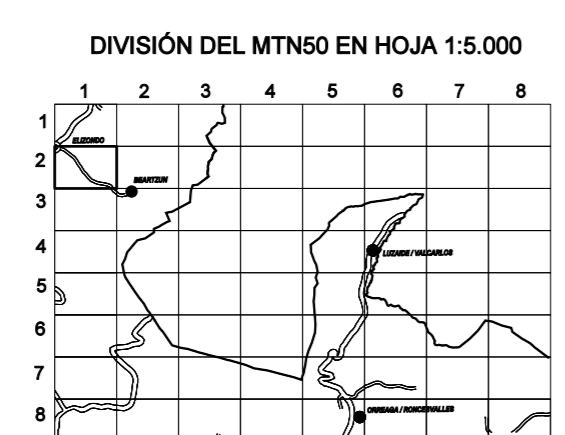 DIVISIÓN DEL MTN50 EN HOJA 1:5.000
1 2 3 4 5 6 7 8
1
ELIZONDO
2
BEARTZUN
3
4
LUZAIDE / VALCARLOS
5
6
7
ORREAGA / RONCESVALLES
8